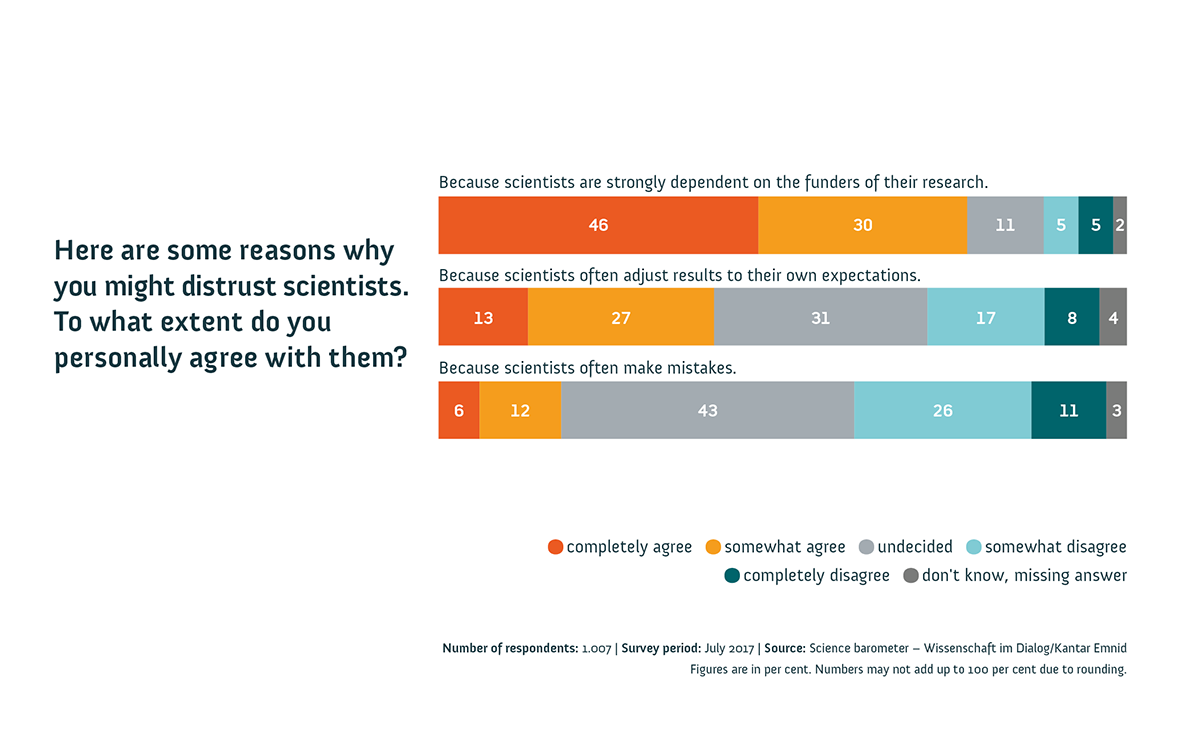 Here are some reasons why
you might distrust scientists.
To what extent do you
personally agree with them?
Because scientists are strongly dependent on the funders of their research.
46 30 11 5 5 2
Because scientists often adjust results to their own expectations.
13 27 31 17 8 4
Because scientists often make mistakes.
6 12 43 26 11 3
completely agree somewhat agree undecided somewhat disagree
completely disagree don't know, missing answer
Number of respondents: 1.007 | Survey period: July 2017 | Source: Science barometer – Wissenschaft im Dialog/Kantar Emnid
Figures are in per cent. Numbers may not add up to 100 per cent due to rounding.